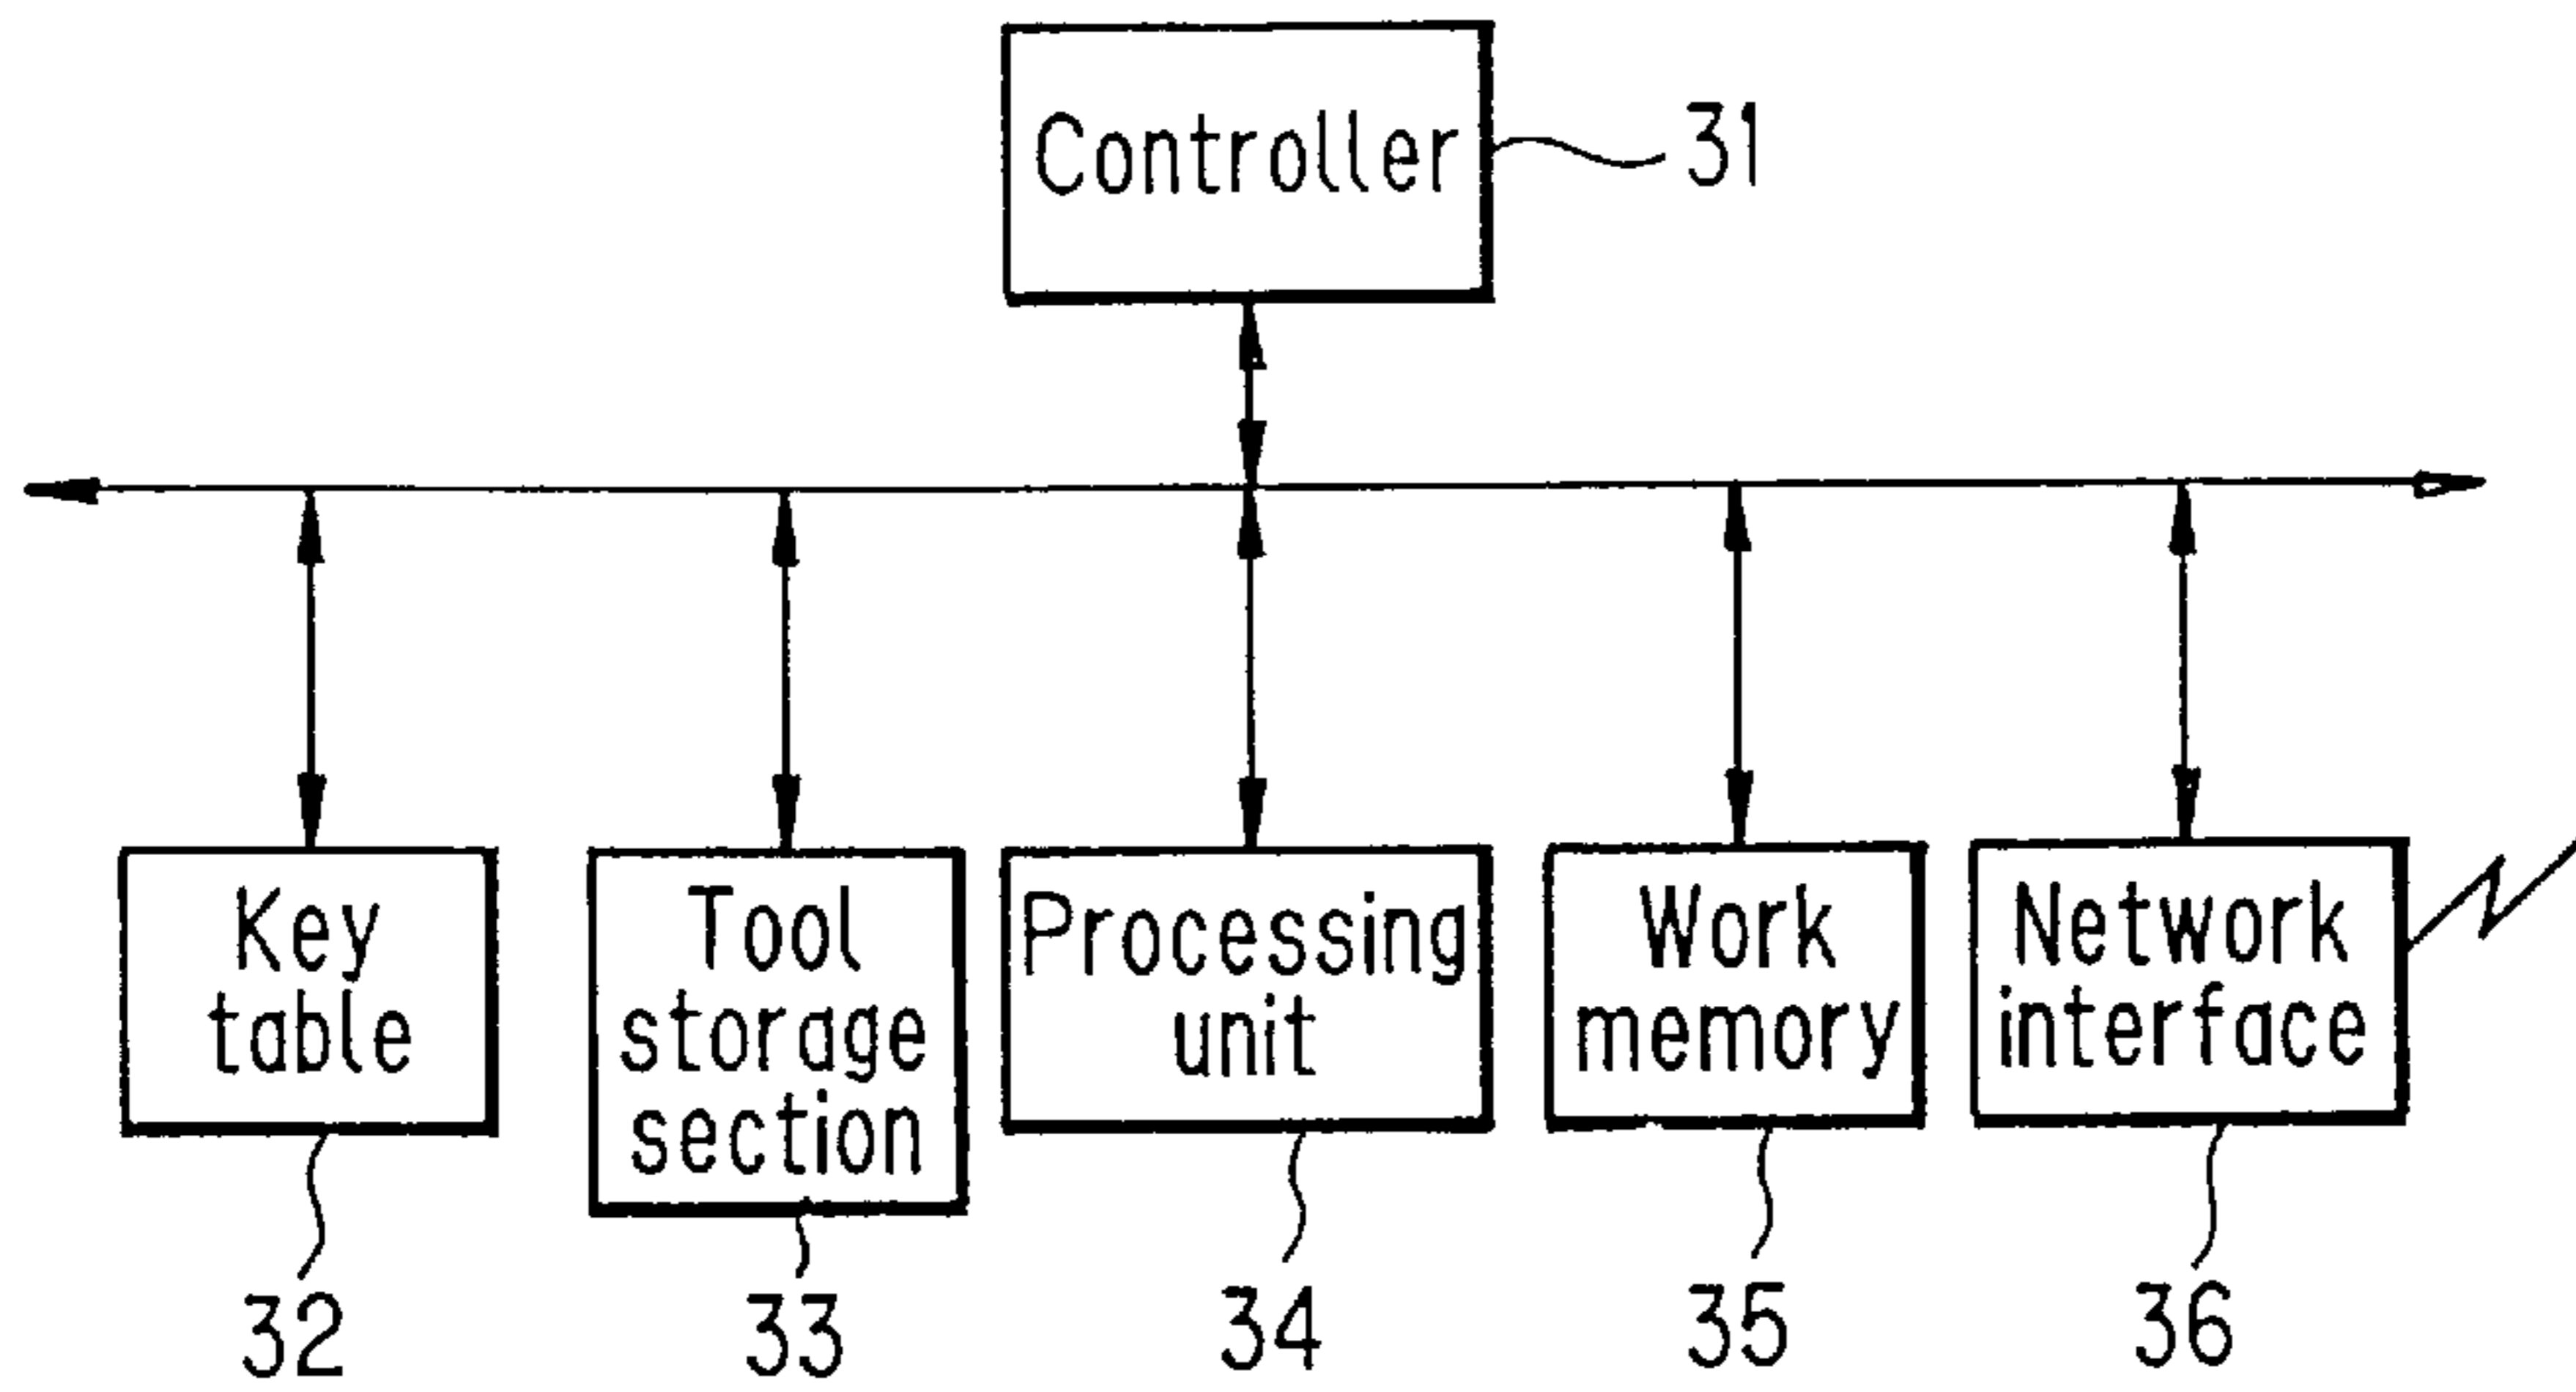 Controller
31
Key
table
32
Tool
storage
section
33
Processing
unit
34
Work
memory
35
Network
interface
36